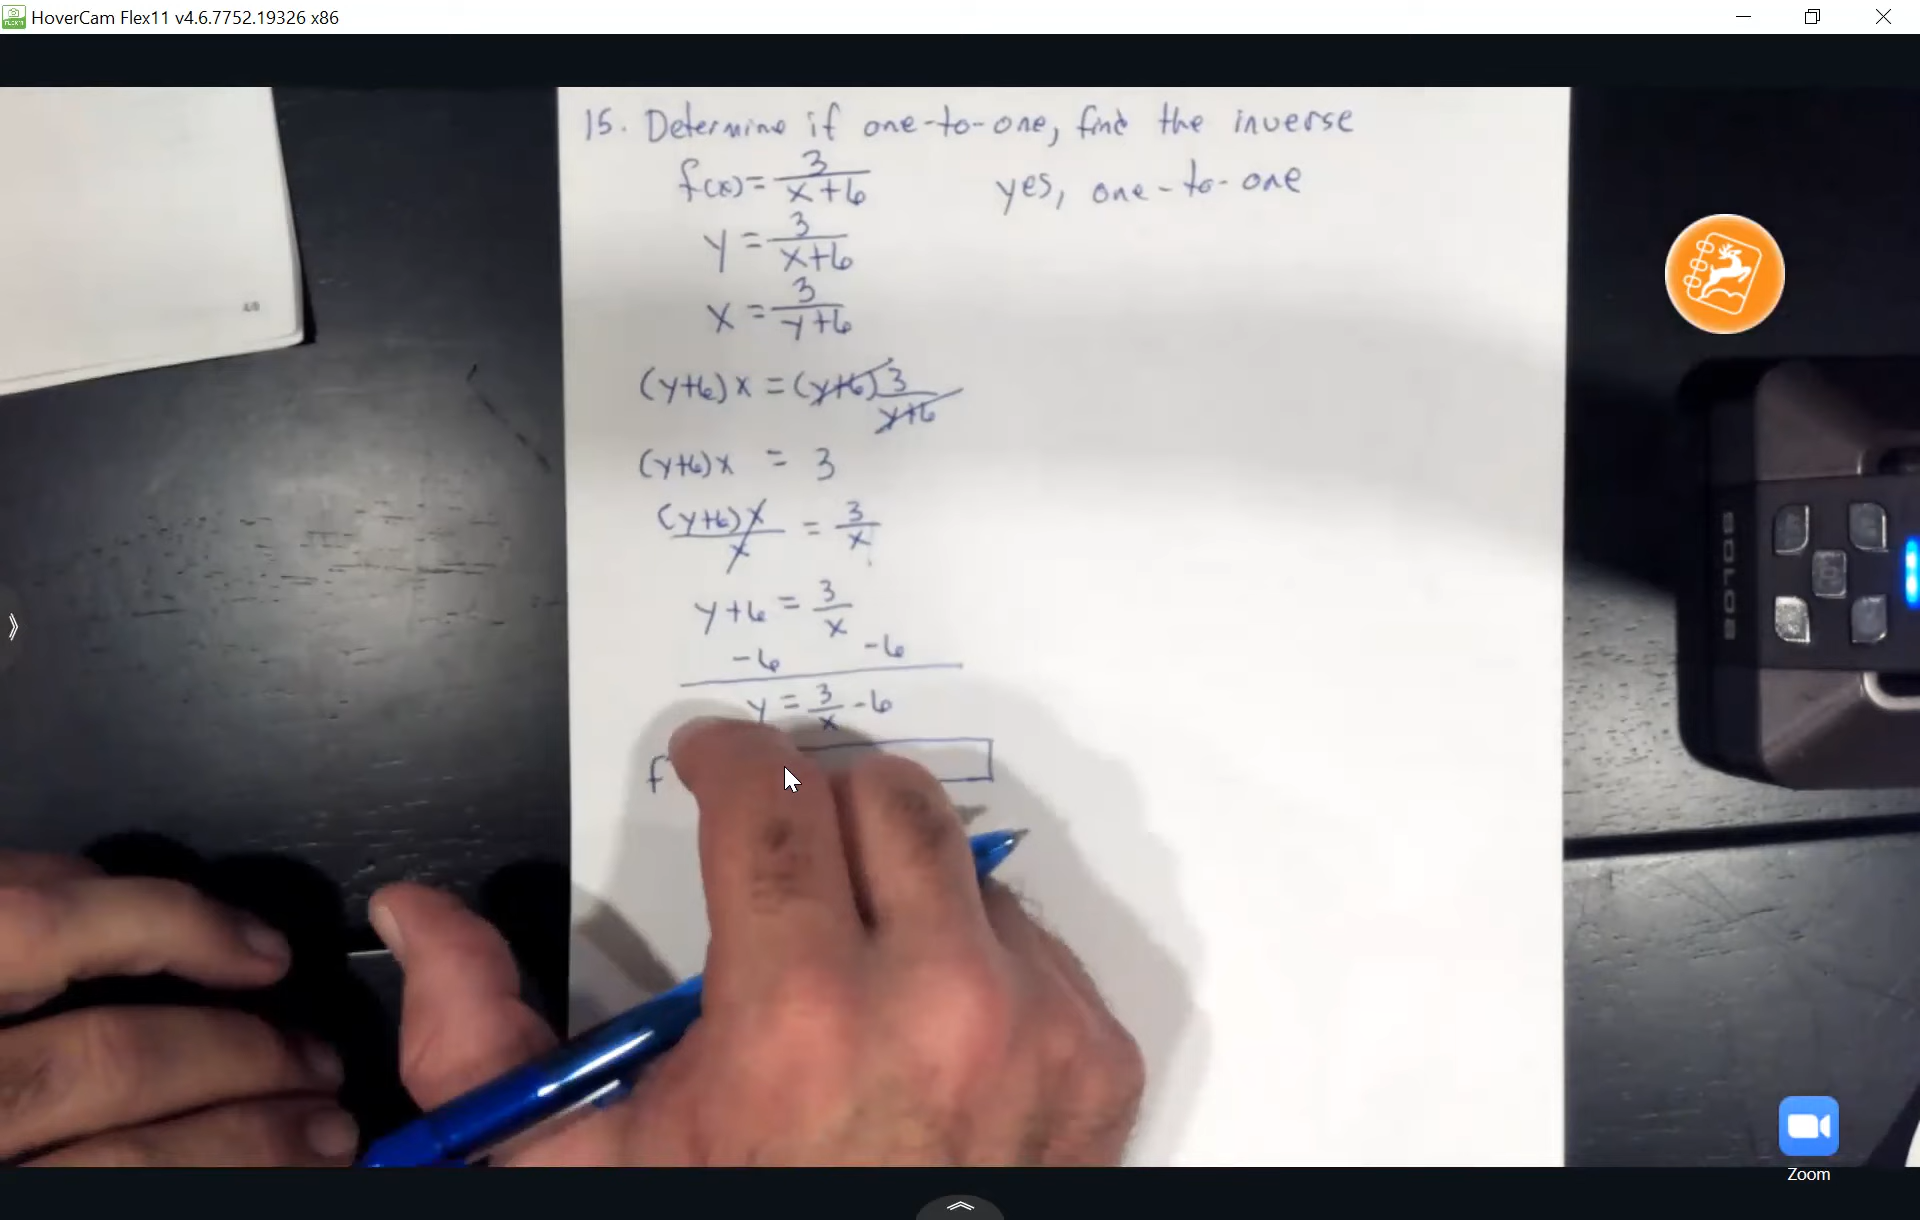 HoverCam Flex11 v4.6.7752.19326 x86
15. Determine if one-to-one, find the inverse
f(x) = 3/(x+6) yes, one-to-one
y = 3/(x+6)
x = 3/(y+6)
(y+6)x = (y+6) 3/(y+6)
(y+6)x = 3
(y+6)x/x = 3/x
y+6 = 3/x
-6 -6
y = 3/x - 6
f
SOLO8
Zoom